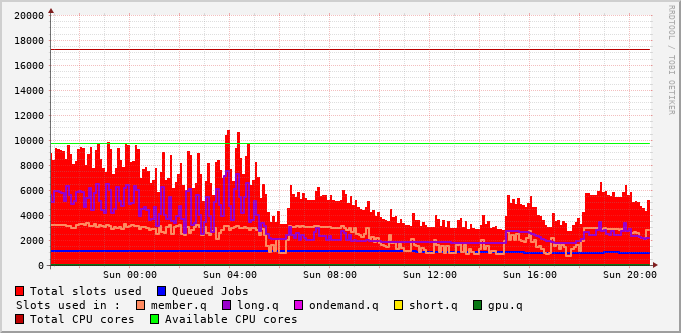 20000
18000
16000
14000
12000
10000
8000
6000
4000
2000
0
Sun 00:00 Sun 04:00 Sun 08:00 Sun 12:00 Sun 16:00 Sun 20:00
RRDTOOL / TOBI OETIKER
Total slots used Queued Jobs
Slots used in : member.q long.q ondemand.q short.q gpu.q
Total CPU cores Available CPU cores